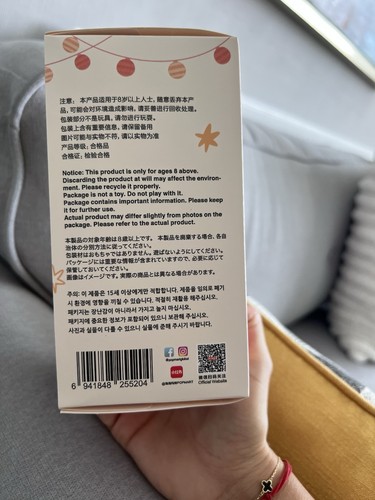 注意： 本产品适用于8岁以上人士，随意丢弃本产
品，可能会对环境造成影响，请妥善进行回收处理。
包装部分不是玩具，请勿进行玩耍。
包装上含有重要信息，请保留备用
图片可能与实物不符，请以实物为准
产品等级：合格品
合格证：检验合格
Notice: This product is only for ages 8 above.
Discarding the product at will may affect the environ-
ment. Please recycle it properly.
Package is not a toy. Do not play with it.
Package contains important information. Please keep
it for further use.
Actual product may differ slightly from photos on the
package. Please refer to the actual product.
本製品の対象年齢は8歳以上です。 本製品を廃棄する場合、各自
治体の分別方法に従ってください。
包装材はおもちゃではありません。遊ばないようにしてください。
パッケージには重要な情報が含まれていますので、必要に応じて
保管しておいてください。
画像はイメージです。実際の商品とは異なる場合があります。
주의: 이 제품은 15세 이상에게만 적합합니다. 제품을 임의로 폐기
시 환경에 영향을 끼칠 수 있습니다. 적절히 재활용 해주십시오.
패키지는 장난감이 아니라서 가지고 놀지 마십시오.
패키지에 중요한 정보가 포함되어 있으니 보관해 주십시오.
사진과 실물이 다를 수 있으니 실물에 준해 주시기 바랍니다.
6 941848 255204
Official Website